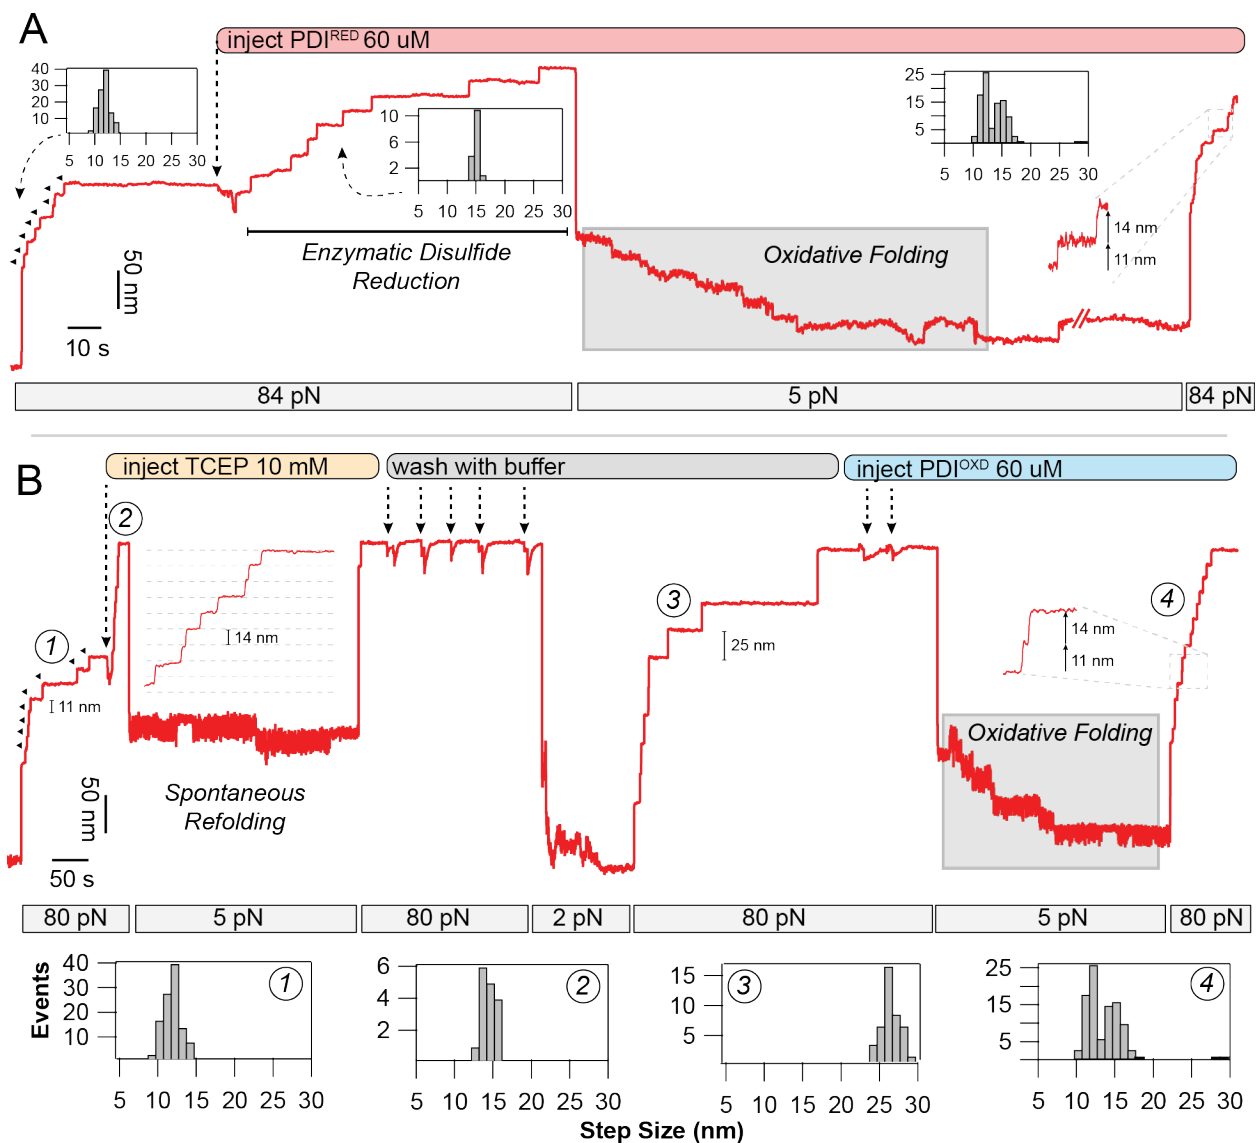 A
inject PDIRED 60 uM
40
30
20
10
5 10 15 20 25 30
10
6
2
5 10 15 20 25 30
25
15
5
5 10 15 20 25 30
Enzymatic Disulfide
Reduction
Oxidative Folding
14 nm
11 nm
50 nm
10 s
84 pN
5 pN
84 pN
B
inject TCEP 10 mM
wash with buffer
inject PDIOXD 60 uM
2
1
3
4
14 nm
11 nm
25 nm
14 nm
11 nm
Spontaneous
Refolding
Oxidative Folding
50 nm
50 s
80 pN
5 pN
80 pN
2 pN
80 pN
5 pN
80 pN
Events
40
30
20
10
1
5 10 15 20 25 30
6
4
2
2
5 10 15 20 25 30
15
10
5
3
5 10 15 20 25 30
25
15
5
4
5 10 15 20 25 30
Step Size (nm)